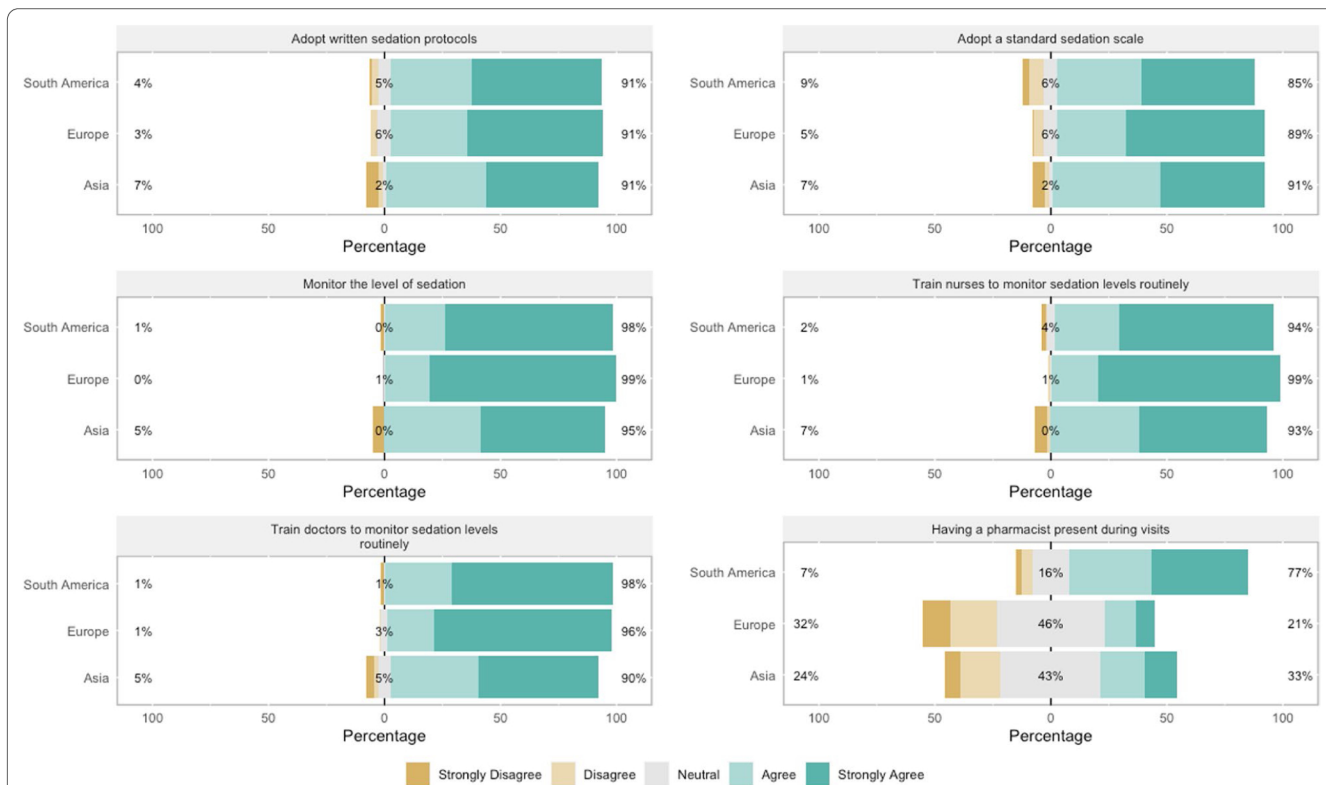 Adopt written sedation protocols
South America 4% 5% 91%
Europe 3% 6% 91%
Asia 7% 2% 91%
100 50 0 50 100
Percentage
Adopt a standard sedation scale
South America 9% 6% 85%
Europe 5% 6% 89%
Asia 7% 2% 91%
100 50 0 50 100
Percentage
Monitor the level of sedation
South America 1% 0% 98%
Europe 0% 1% 99%
Asia 5% 0% 95%
100 50 0 50 100
Percentage
Train nurses to monitor sedation levels routinely
South America 2% 4% 94%
Europe 1% 1% 99%
Asia 7% 0% 93%
100 50 0 50 100
Percentage
Train doctors to monitor sedation levels
routinely
South America 1% 1% 98%
Europe 1% 3% 96%
Asia 5% 5% 90%
100 50 0 50 100
Percentage
Having a pharmacist present during visits
South America 7% 16% 77%
Europe 32% 46% 21%
Asia 24% 43% 33%
100 50 0 50 100
Percentage
Strongly Disagree Disagree Neutral Agree Strongly Agree